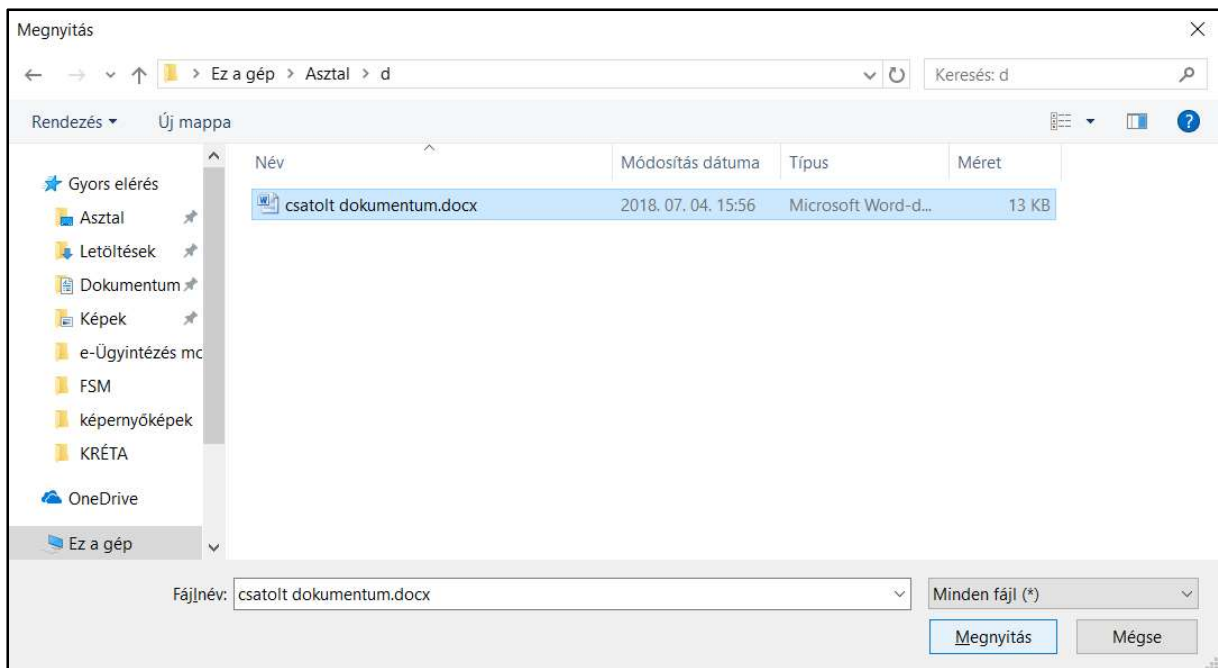 Megnyitás
Ez a gép > Asztal > d
Keresés: d
Rendezés
Új mappa
Név Módosítás dátuma Típus Méret
Gyors elérés
Asztal
Letöltések
Dokumentum
Képek
e-Ügyintézés mc
FSM
képernyőképek
KRÉTA
OneDrive
Ez a gép
csatolt dokumentum.docx 2018. 07. 04. 15:56 Microsoft Word-d... 13 KB
Fájlnév: csatolt dokumentum.docx
Minden fájl (*)
Megnyitás
Mégse